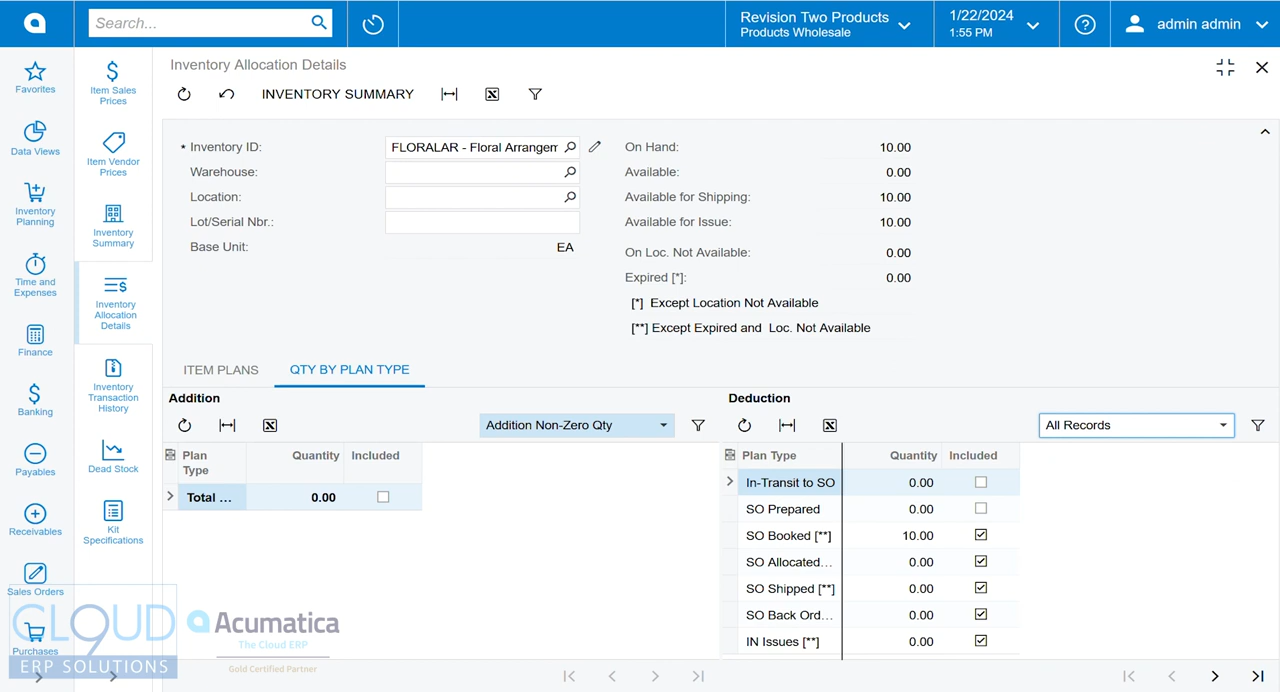 Search...
Revision Two Products
Products Wholesale
1/22/2024
1:55 PM
admin admin
Favorites
Data Views
Inventory
Planning
Time and
Expenses
Finance
Banking
Payables
Receivables
Sales Orders
Purchases
Item Sales
Prices
Item Vendor
Prices
Inventory
Summary
Inventory
Allocation
Details
Inventory
Transaction
History
Dead Stock
Kit
Specifications
Inventory Allocation Details
INVENTORY SUMMARY
* Inventory ID: FLORALAR - Floral Arrangem
Warehouse:
Location:
Lot/Serial Nbr.:
Base Unit: EA
On Hand: 10.00
Available: 0.00
Available for Shipping: 10.00
Available for Issue: 10.00
On Loc. Not Available: 0.00
Expired [*]: 0.00
[*] Except Location Not Available
[**] Except Expired and Loc. Not Available
ITEM PLANS QTY BY PLAN TYPE
Addition
Addition Non-Zero Qty
Plan
Type Quantity Included
Total ... 0.00
Deduction
All Records
Plan Type Quantity Included
In-Transit to SO 0.00
SO Prepared 0.00
SO Booked [**] 10.00
SO Allocated... 0.00
SO Shipped [**] 0.00
SO Back Ord... 0.00
IN Issues [**] 0.00
CLOUD9
ERP SOLUTIONS
Acumatica
The Cloud ERP
Gold Certified Partner